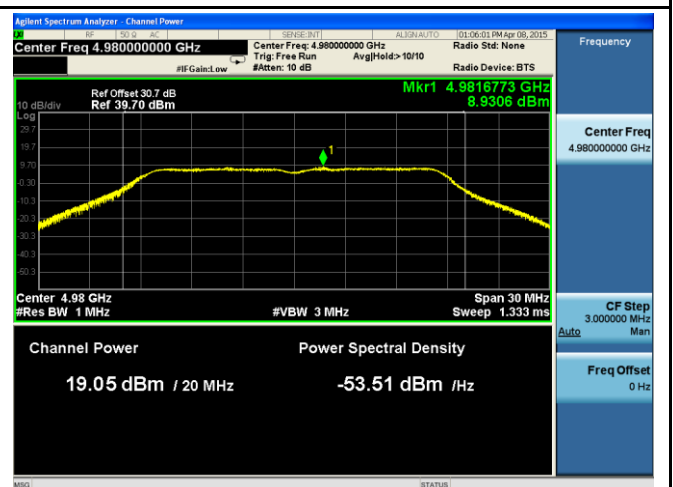 Agilent Spectrum Analyzer - Channel Power
RF 50 Ω AC SENSE:INT ALIGNAUTO 01:06:01 PM Apr 08, 2015
Center Freq 4.980000000 GHz
Center Freq: 4.980000000 GHz Radio Std: None
Trig: Free Run Avg|Hold:>10/10
#IFGain:Low #Atten: 10 dB Radio Device: BTS
Frequency
Ref Offset 30.7 dB
10 dB/div Ref 39.70 dBm
Mkr1 4.9816773 GHz
8.9306 dBm
Log
29.7
19.7
9.70
-0.30
-10.3
-20.3
-30.3
-40.3
-50.3
1
Center 4.98 GHz Span 30 MHz
#Res BW 1 MHz #VBW 3 MHz Sweep 1.333 ms
Channel Power Power Spectral Density
19.05 dBm / 20 MHz -53.51 dBm /Hz
Center Freq
4.980000000 GHz
CF Step
3.000000 MHz
Auto Man
Freq Offset
0 Hz
MSG STATUS